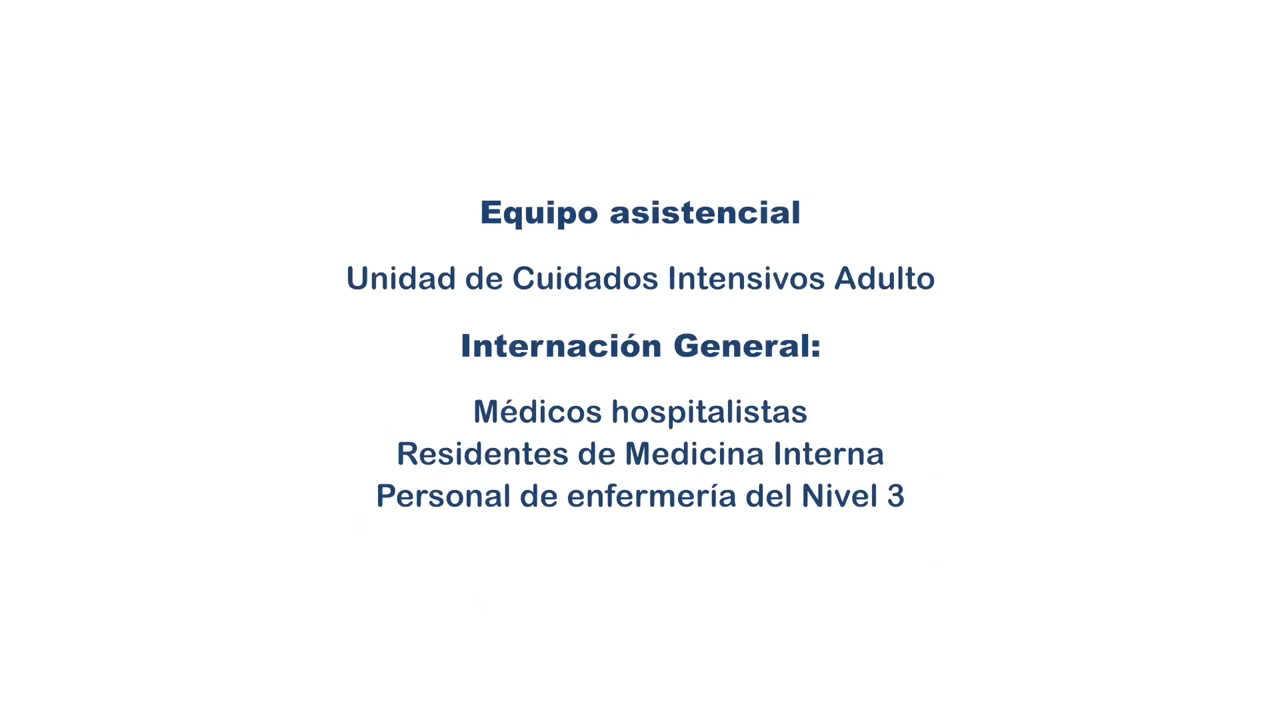 Equipo asistencial
Unidad de Cuidados Intensivos Adulto
Internación General:
Médicos hospitalistas
Residentes de Medicina Interna
Personal de enfermería del Nivel 3